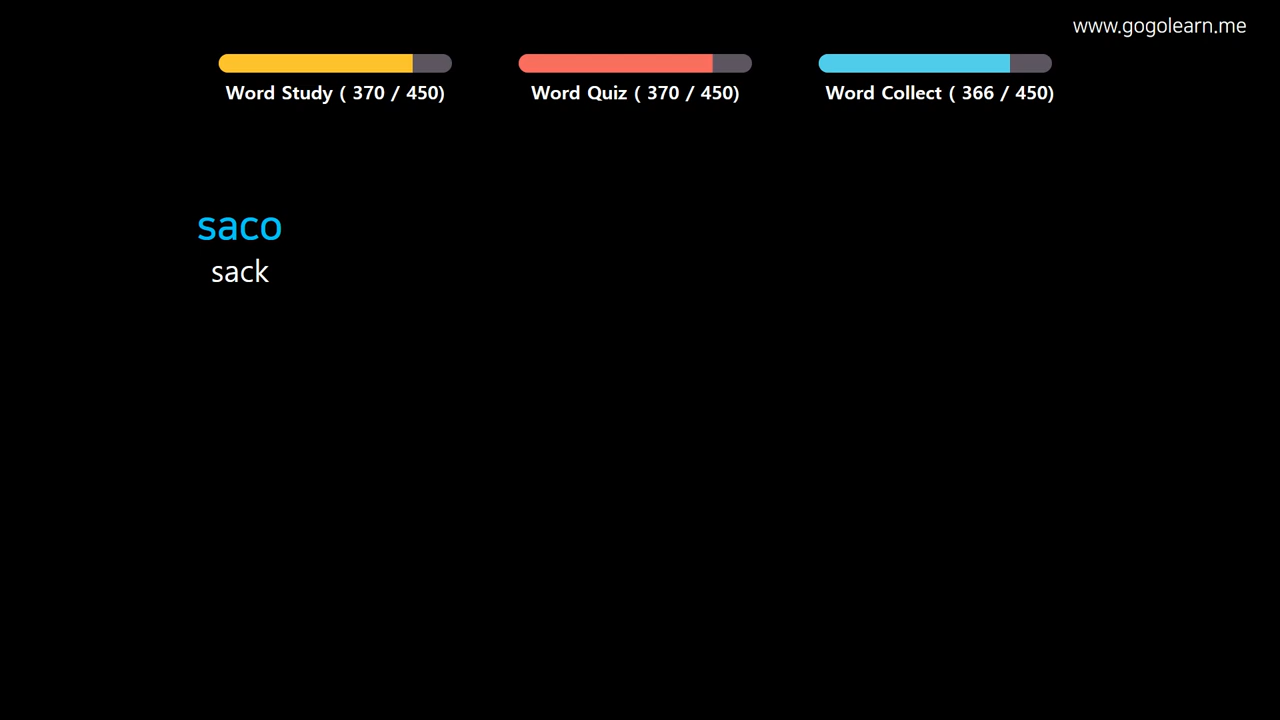 www.gogolearn.me
Word Study ( 370 / 450)
Word Quiz ( 370 / 450)
Word Collect ( 366 / 450)
saco
sack